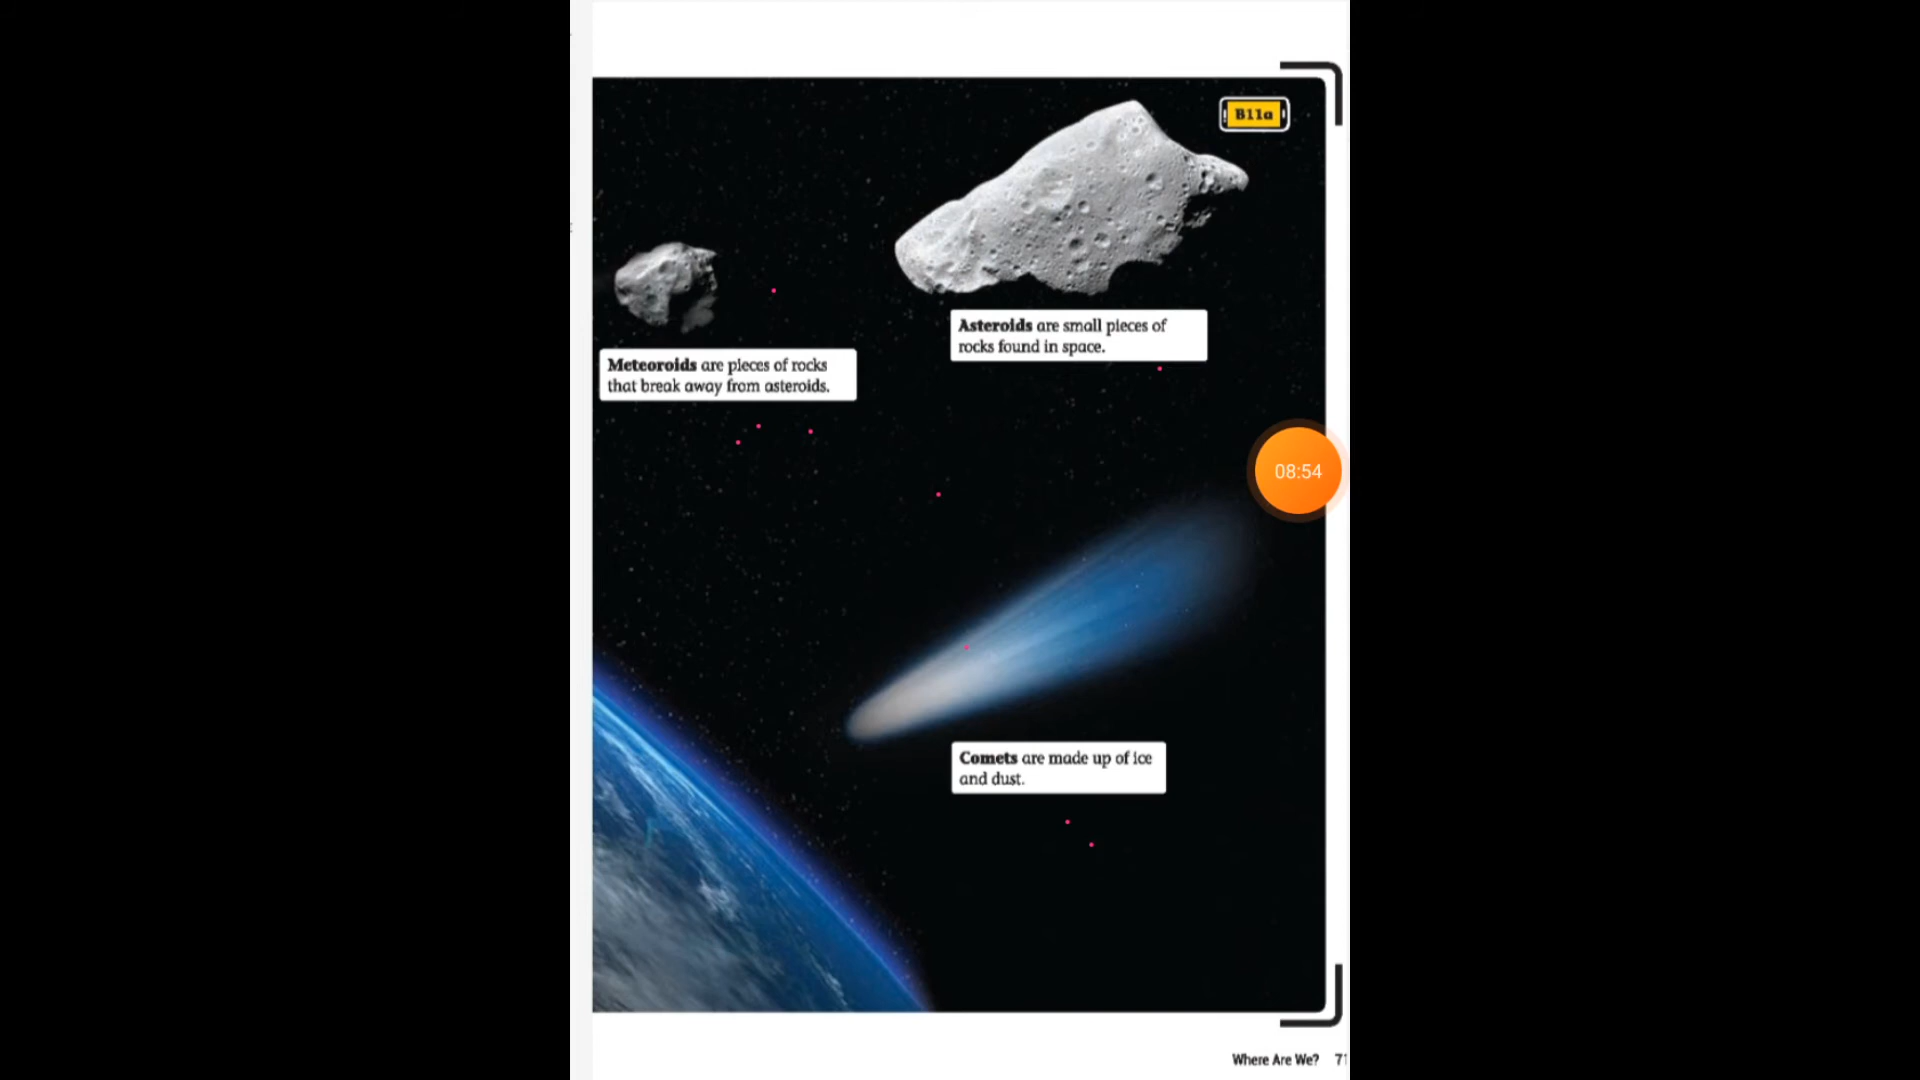 B11a
Asteroids are small pieces of
rocks found in space.
Meteoroids are pieces of rocks
that break away from asteroids.
08:54
Comets are made up of ice
and dust.
Where Are We? 71